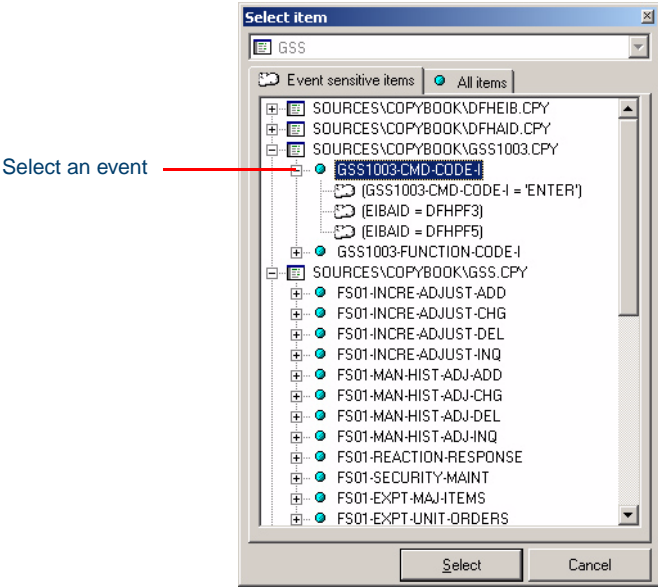 Select item
GSS
Event sensitive items All items
SOURCES\COPYBOOK\DFHEIB.CPY
SOURCES\COPYBOOK\DFHAID.CPY
SOURCES\COPYBOOK\GSS1003.CPY
Select an event
GSS1003-CMD-CODE-I
(GSS1003-CMD-CODE-I = 'ENTER')
(EIBAID = DFHPF3)
(EIBAID = DFHPF5)
GSS1003-FUNCTION-CODE-I
SOURCES\COPYBOOK\GSS.CPY
FS01-INCRE-ADJUST-ADD
FS01-INCRE-ADJUST-CHG
FS01-INCRE-ADJUST-DEL
FS01-INCRE-ADJUST-INQ
FS01-MAN-HIST-ADJ-ADD
FS01-MAN-HIST-ADJ-CHG
FS01-MAN-HIST-ADJ-DEL
FS01-MAN-HIST-ADJ-INQ
FS01-REACTION-RESPONSE
FS01-SECURITY-MAINT
FS01-EXPT-MAJ-ITEMS
FS01-EXPT-UNIT-ORDERS
Select Cancel